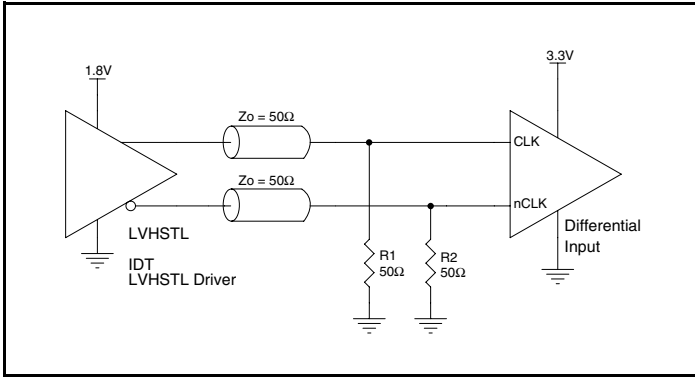 3.3V
1.8V
Zo = 50Ω
CLK
Zo = 50Ω
nCLK
Differential
Input
LVHSTL
IDT
LVHSTL Driver
R1
50Ω
R2
50Ω